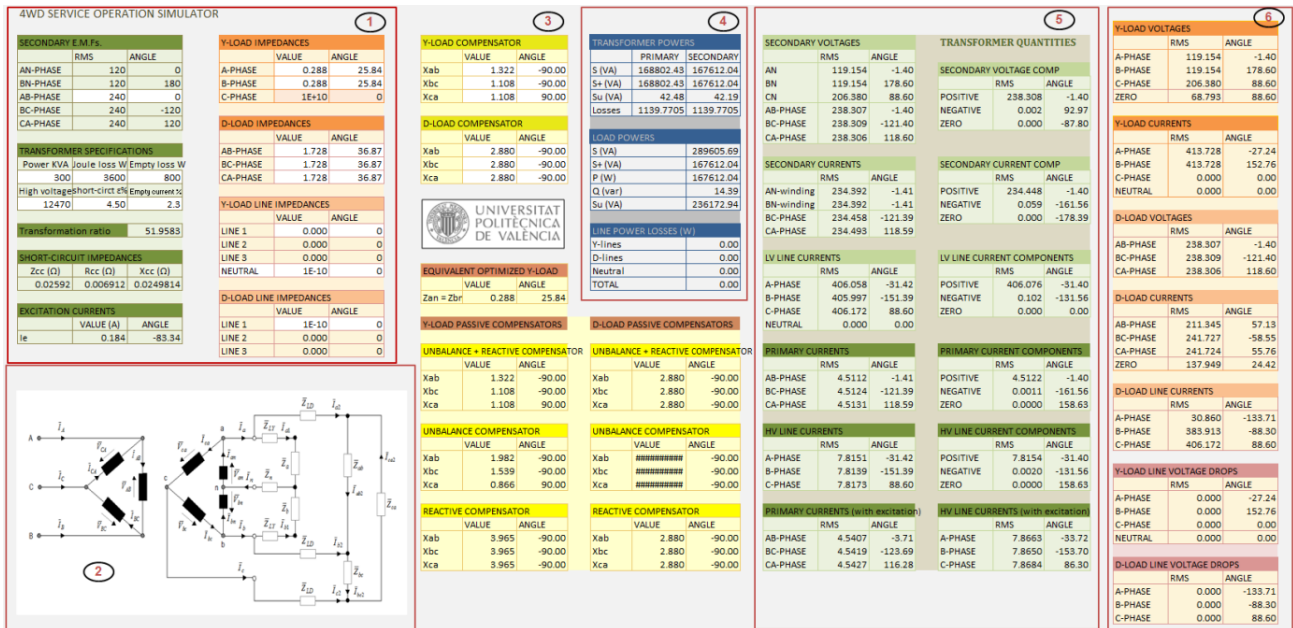 4WD SERVICE OPERATION SIMULATOR
1
SECONDARY E.M.Fs.
RMS ANGLE
AN-PHASE 120 0
BN-PHASE 120 180
AB-PHASE 240 0
BC-PHASE 240 -120
CA-PHASE 240 120
TRANSFORMER SPECIFICATIONS
Power KVA Joule loss W Empty loss W
300 3600 800
High voltage short-circt ε% Empty current %
12470 4.50 2.3
Transformation ratio 51.9583
SHORT-CIRCUIT IMPEDANCES
Zcc (Ω) Rcc (Ω) Xcc (Ω)
0.02592 0.006912 0.0249814
EXCITATION CURRENTS
VALUE (A) ANGLE
Ie 0.184 -83.34
Y-LOAD IMPEDANCES
VALUE ANGLE
A-PHASE 0.288 25.84
B-PHASE 0.288 25.84
C-PHASE 1E+10 0
D-LOAD IMPEDANCES
VALUE ANGLE
AB-PHASE 1.728 36.87
BC-PHASE 1.728 36.87
CA-PHASE 1.728 36.87
Y-LOAD LINE IMPEDANCES
VALUE ANGLE
LINE 1 0.000 0
LINE 2 0.000 0
LINE 3 0.000 0
NEUTRAL 1E-10 0
D-LOAD LINE IMPEDANCES
VALUE ANGLE
LINE 1 1E-10 0
LINE 2 0.000 0
LINE 3 0.000 0
2
A
C
B
a
c
n
b
3
Y-LOAD COMPENSATOR
VALUE ANGLE
Xab 1.322 -90.00
Xbc 1.108 -90.00
Xca 1.108 90.00
D-LOAD COMPENSATOR
VALUE ANGLE
Xab 2.880 -90.00
Xbc 2.880 -90.00
Xca 2.880 -90.00
UNIVERSITAT
POLITÈCNICA
DE VALÈNCIA
EQUIVALENT OPTIMIZED Y-LOAD
VALUE ANGLE
Zan = Zbn 0.288 25.84
Y-LOAD PASSIVE COMPENSATORS
UNBALANCE + REACTIVE COMPENSATOR
VALUE ANGLE
Xab 1.322 -90.00
Xbc 1.108 -90.00
Xca 1.108 90.00
UNBALANCE COMPENSATOR
VALUE ANGLE
Xab 1.982 -90.00
Xbc 1.539 -90.00
Xca 0.866 90.00
REACTIVE COMPENSATOR
VALUE ANGLE
Xab 3.965 -90.00
Xbc 3.965 -90.00
Xca 3.965 -90.00
D-LOAD PASSIVE COMPENSATORS
UNBALANCE + REACTIVE COMPENSATOR
VALUE ANGLE
Xab 2.880 -90.00
Xbc 2.880 -90.00
Xca 2.880 -90.00
UNBALANCE COMPENSATOR
VALUE ANGLE
Xab ########## -90.00
Xbc ########## -90.00
Xca ########## -90.00
REACTIVE COMPENSATOR
VALUE ANGLE
Xab 2.880 -90.00
Xbc 2.880 -90.00
Xca 2.880 -90.00
4
TRANSFORMER POWERS
PRIMARY SECONDARY
S (VA) 168802.43 167612.04
S+ (VA) 168802.43 167612.04
Su (VA) 42.48 42.19
Losses 1139.7705 1139.7705
LOAD POWERS
S (VA) 289605.69
S+ (VA) 167612.04
P (W) 167612.04
Q (var) 14.39
Su (VA) 236172.94
LINE POWER LOSSES (W)
Y-lines 0.00
D-lines 0.00
Neutral 0.00
TOTAL 0.00
5
SECONDARY VOLTAGES
RMS ANGLE
AN 119.154 -1.40
BN 119.154 178.60
CN 206.380 88.60
AB-PHASE 238.307 -1.40
BC-PHASE 238.309 -121.40
CA-PHASE 238.306 118.60
SECONDARY CURRENTS
RMS ANGLE
AN-winding 234.392 -1.41
BN-winding 234.392 -1.41
BC-PHASE 234.458 -121.39
CA-PHASE 234.493 118.59
LV LINE CURRENTS
RMS ANGLE
A-PHASE 406.058 -31.42
B-PHASE 405.997 -151.39
C-PHASE 406.172 88.60
NEUTRAL 0.000 0.00
PRIMARY CURRENTS
RMS ANGLE
AB-PHASE 4.5112 -1.41
BC-PHASE 4.5124 -121.39
CA-PHASE 4.5131 118.59
HV LINE CURRENTS
RMS ANGLE
A-PHASE 7.8151 -31.42
B-PHASE 7.8139 -151.39
C-PHASE 7.8173 88.60
PRIMARY CURRENTS (with excitation)
RMS ANGLE
AB-PHASE 4.5407 -3.71
BC-PHASE 4.5419 -123.69
CA-PHASE 4.5427 116.28
TRANSFORMER QUANTITIES
SECONDARY VOLTAGE COMP
RMS ANGLE
POSITIVE 238.308 -1.40
NEGATIVE 0.002 92.97
ZERO 0.000 -87.80
SECONDARY CURRENT COMP
RMS ANGLE
POSITIVE 234.448 -1.40
NEGATIVE 0.059 -161.56
ZERO 0.000 -178.39
LV LINE CURRENT COMPONENTS
RMS ANGLE
POSITIVE 406.076 -31.40
NEGATIVE 0.102 -131.56
ZERO 0.000 0.00
PRIMARY CURRENT COMPONENTS
RMS ANGLE
POSITIVE 4.5122 -1.40
NEGATIVE 0.0011 -161.56
ZERO 0.0000 158.63
HV LINE CURRENT COMPONENTS
RMS ANGLE
POSITIVE 7.8154 -31.40
NEGATIVE 0.0020 -131.56
ZERO 0.0000 158.63
HV LINE CURRENTS (with excitation)
RMS ANGLE
A-PHASE 7.8663 -33.72
B-PHASE 7.8650 -153.70
C-PHASE 7.8684 86.30
6
Y-LOAD VOLTAGES
RMS ANGLE
A-PHASE 119.154 -1.40
B-PHASE 119.154 178.60
C-PHASE 206.380 88.60
ZERO 68.793 88.60
Y-LOAD CURRENTS
RMS ANGLE
A-PHASE 413.728 -27.24
B-PHASE 413.728 152.76
C-PHASE 0.000 0.00
NEUTRAL 0.000 0.00
D-LOAD VOLTAGES
RMS ANGLE
AB-PHASE 238.307 -1.40
BC-PHASE 238.309 -121.40
CA-PHASE 238.306 118.60
D-LOAD CURRENTS
RMS ANGLE
AB-PHASE 211.345 57.13
BC-PHASE 241.727 -58.55
CA-PHASE 241.724 55.76
ZERO 137.949 24.42
D-LOAD LINE CURRENTS
RMS ANGLE
A-PHASE 30.860 -133.71
B-PHASE 383.913 -88.30
C-PHASE 406.172 88.60
Y-LOAD LINE VOLTAGE DROPS
RMS ANGLE
A-PHASE 0.000 -27.24
B-PHASE 0.000 152.76
C-PHASE 0.000 0.00
NEUTRAL 0.000 0.00
D-LOAD LINE VOLTAGE DROPS
RMS ANGLE
A-PHASE 0.000 -133.71
B-PHASE 0.000 -88.30
C-PHASE 0.000 88.60